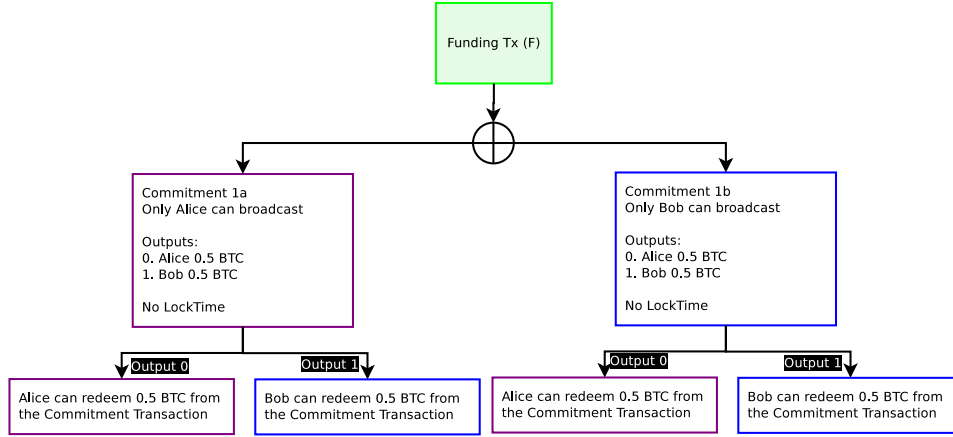 Funding Tx (F)
Commitment 1a
Only Alice can broadcast
Outputs:
0. Alice 0.5 BTC
1. Bob 0.5 BTC
No LockTime
Commitment 1b
Only Bob can broadcast
Outputs:
0. Alice 0.5 BTC
1. Bob 0.5 BTC
No LockTime
Output 0
Output 1
Output 0
Output 1
Alice can redeem 0.5 BTC from
the Commitment Transaction
Bob can redeem 0.5 BTC from
the Commitment Transaction
Alice can redeem 0.5 BTC from
the Commitment Transaction
Bob can redeem 0.5 BTC from
the Commitment Transaction